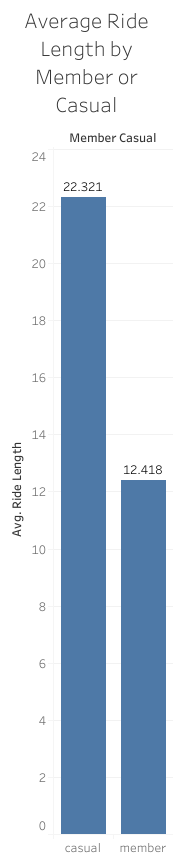 Average Ride
Length by
Member or
Casual
Member Casual
24
22.321
22
20
18
16
14
12.418
12
10
8
6
4
2
0
Avg. Ride Length
casual member